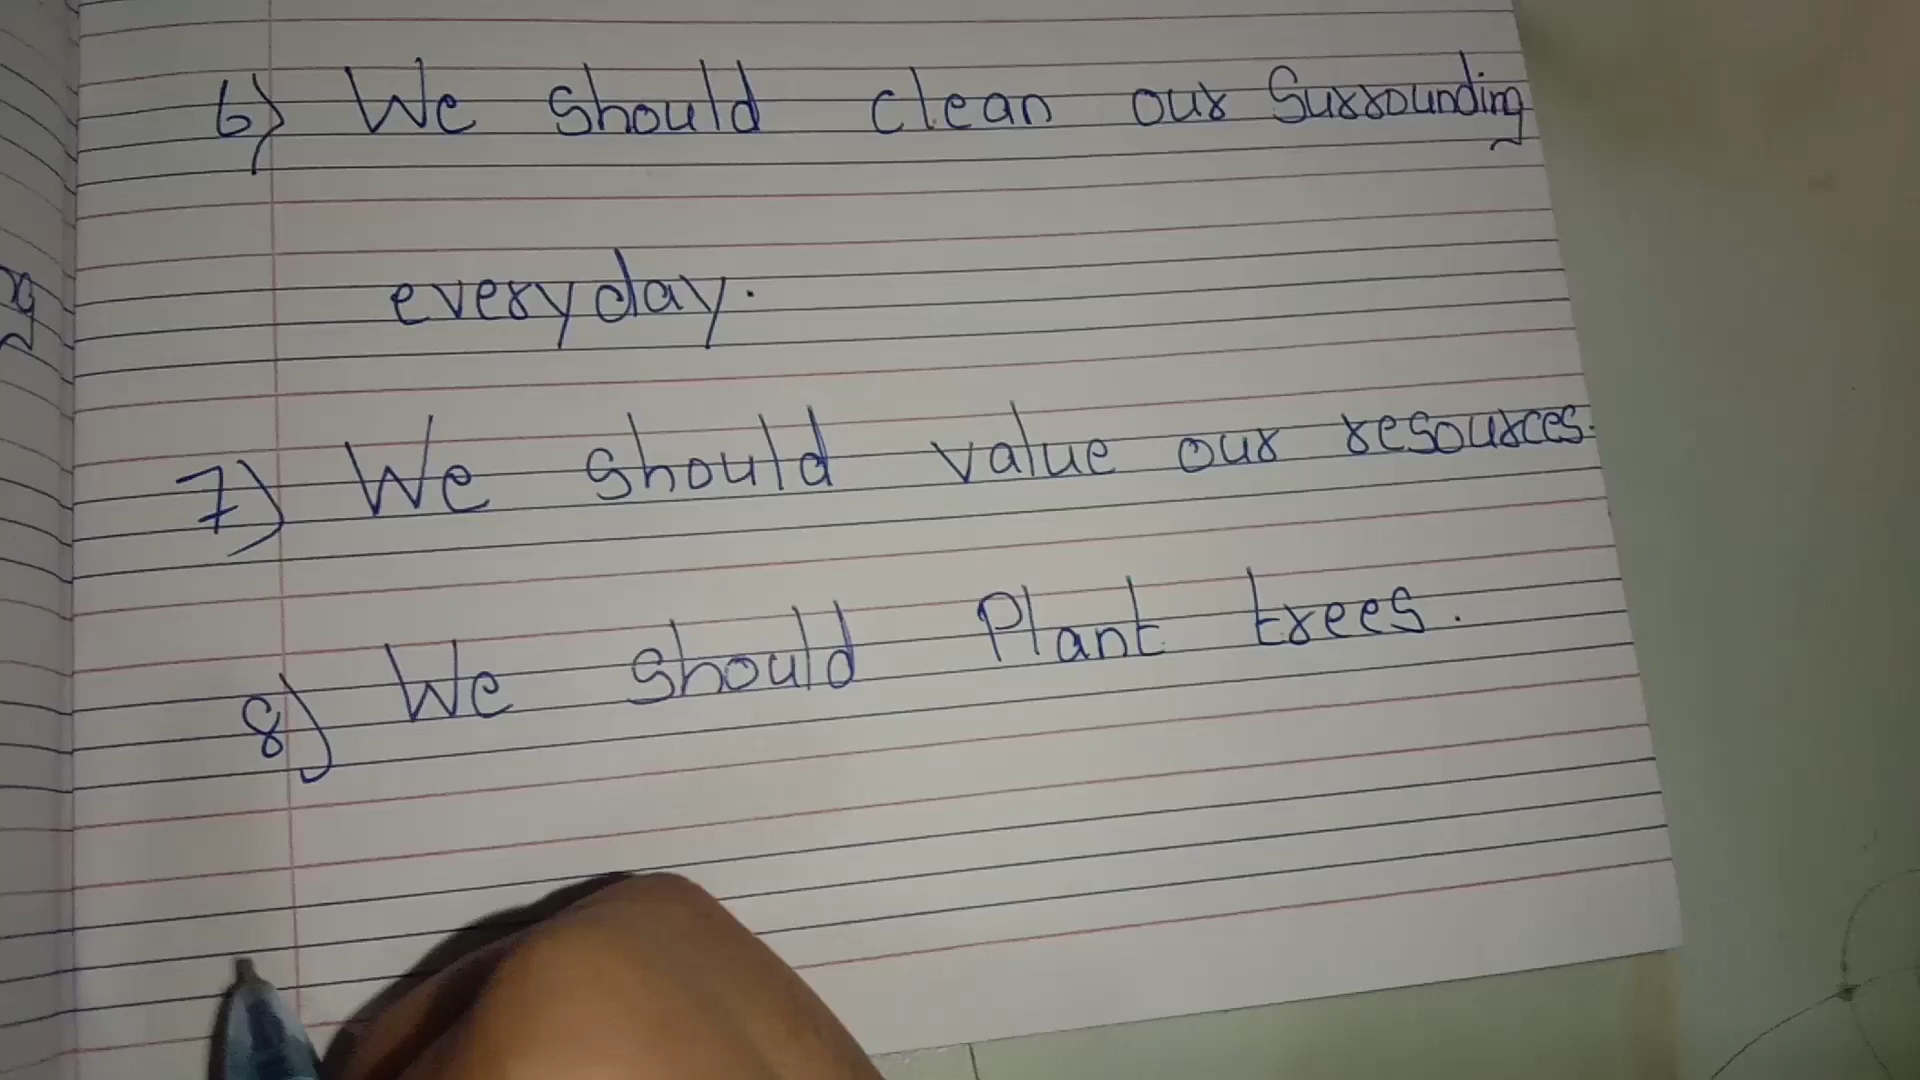 6) We should clean our Surrounding
everyday.
7) We should value our resources.
8) We should Plant trees.